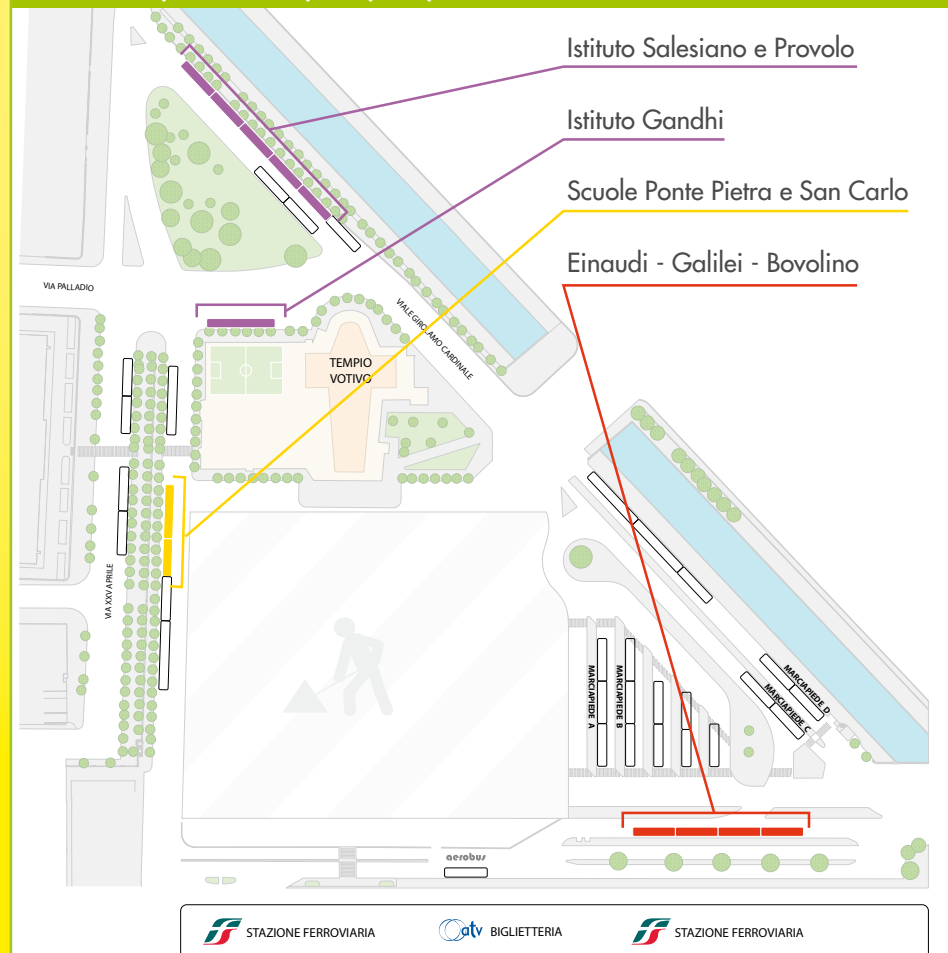 Istituto Salesiano e Provolo
Istituto Gandhi
Scuole Ponte Pietra e San Carlo
Einaudi - Galilei - Bovolino
VIA PALLADIO
VIALE GIROLAMO CARDINALE
TEMPIO
VOTIVO
VIA XXV APRILE
MARCIAPIEDE A
MARCIAPIEDE B
MARCIAPIEDE D
MARCIAPIEDE C
aerobus
STAZIONE FERROVIARIA
atv BIGLIETTERIA
STAZIONE FERROVIARIA